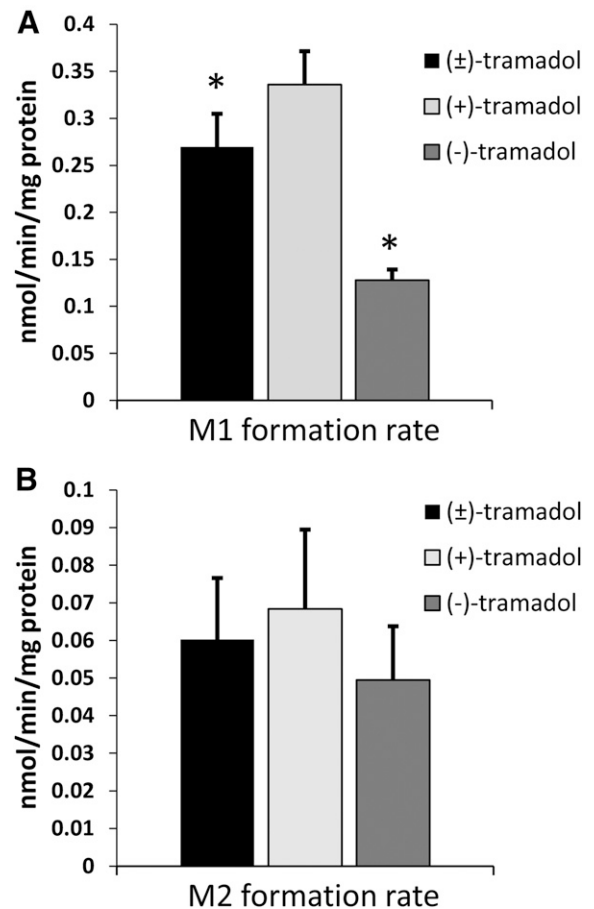 A
nmol/min/mg protein
0.4
0.35
0.3
0.25
0.2
0.15
0.1
0.05
0
*
*
(±)-tramadol
(+)-tramadol
(-)-tramadol
M1 formation rate
B
nmol/min/mg protein
0.1
0.09
0.08
0.07
0.06
0.05
0.04
0.03
0.02
0.01
0
(±)-tramadol
(+)-tramadol
(-)-tramadol
M2 formation rate